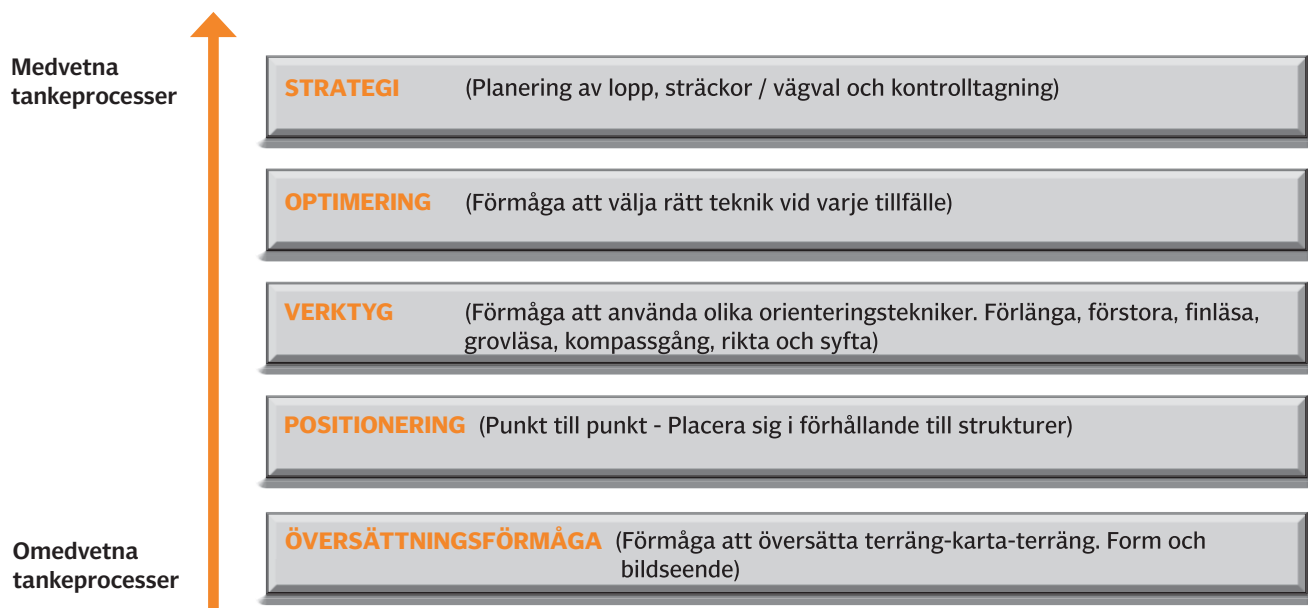 Medvetna
tankeprocesser
STRATEGI (Planering av lopp, sträckor / vägval och kontrolltagning)
OPTIMERING (Förmåga att välja rätt teknik vid varje tillfälle)
VERKTYG (Förmåga att använda olika orienteringstekniker. Förlänga, förstora, finläsa,
grovläsa, kompassgång, rikta och syfta)
POSITIONERING (Punkt till punkt - Placera sig i förhållande till strukturer)
ÖVERSÄTTNINGSFÖRMÅGA (Förmåga att översätta terräng-karta-terräng. Form och
bildseende)
Omedvetna
tankeprocesser